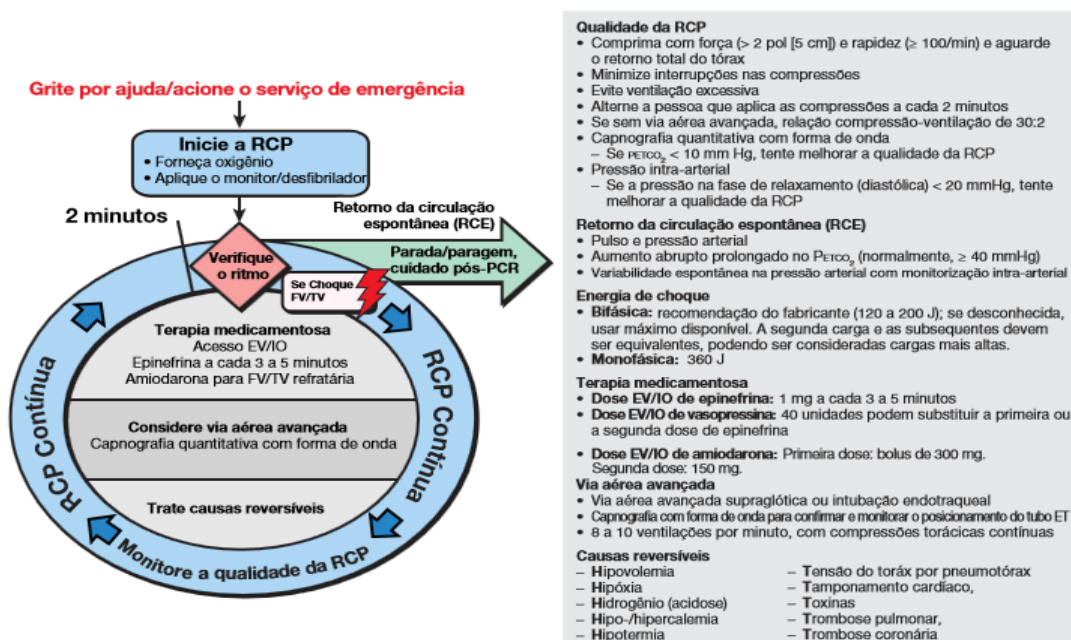 Grite por ajuda/acione o serviço de emergência
Inicie a RCP
• Forneça oxigênio
• Aplique o monitor/desfibrilador
2 minutos
Retorno da circulação
espontânea (RCE)
Verifique
o ritmo
Parada/paragem,
cuidado pós-PCR
Se Choque
FV/TV
Terapia medicamentosa
Acesso EV/IO
Epinefrina a cada 3 a 5 minutos
Amiodarona para FV/TV refratária
Considere via aérea avançada
Capnografia quantitativa com forma de onda
Trate causas reversíveis
RCP Contínua
RCP Contínua
Monitore a qualidade da RCP
Qualidade da RCP
• Comprima com força (> 2 pol [5 cm]) e rapidez (≥ 100/min) e aguarde
o retorno total do tórax
• Minimize interrupções nas compressões
• Evite ventilação excessiva
• Alterne a pessoa que aplica as compressões a cada 2 minutos
• Se sem via aérea avançada, relação compressão-ventilação de 30:2
• Capnografia quantitativa com forma de onda
– Se PETCO2 < 10 mm Hg, tente melhorar a qualidade da RCP
• Pressão intra-arterial
– Se a pressão na fase de relaxamento (diastólica) < 20 mmHg, tente
melhorar a qualidade da RCP
Retorno da circulação espontânea (RCE)
• Pulso e pressão arterial
• Aumento abrupto prolongado no PETCO2 (normalmente, ≥ 40 mmHg)
• Variabilidade espontânea na pressão arterial com monitorização intra-arterial
Energia de choque
• Bifásica: recomendação do fabricante (120 a 200 J); se desconhecida,
usar máximo disponível. A segunda carga e as subsequentes devem
ser equivalentes, podendo ser consideradas cargas mais altas.
• Monofásica: 360 J
Terapia medicamentosa
• Dose EV/IO de epinefrina: 1 mg a cada 3 a 5 minutos
• Dose EV/IO de vasopressina: 40 unidades podem substituir a primeira ou
a segunda dose de epinefrina
• Dose EV/IO de amiodarona: Primeira dose: bolus de 300 mg.
Segunda dose: 150 mg.
Via aérea avançada
• Via aérea avançada supraglótica ou intubação endotraqueal
• Capnografia com forma de onda para confirmar e monitorar o posicionamento do tubo ET
• 8 a 10 ventilações por minuto, com compressões torácicas contínuas
Causas reversíveis
– Hipovolemia
– Hipóxia
– Hidrogênio (acidose)
– Hipo-/hipercalemia
– Hipotermia
– Tensão do toráx por pneumotórax
– Tamponamento cardíaco,
– Toxinas
– Trombose pulmonar,
– Trombose coronária